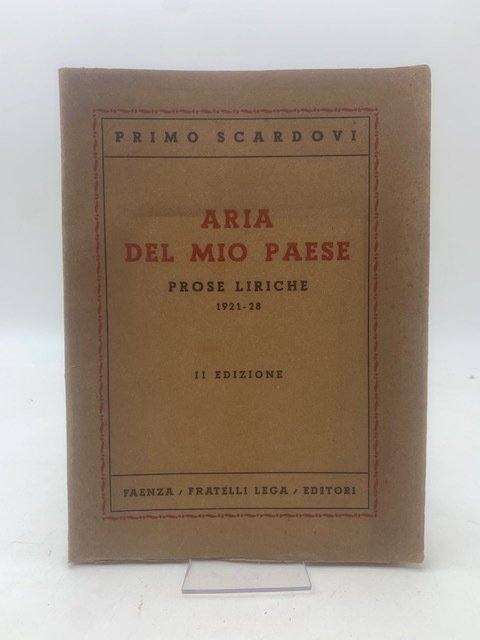 PRIMO SCARDOVI
ARIA
DEL MIO PAESE
PROSE LIRICHE
1921-28
II EDIZIONE
FAENZA / FRATELLI LEGA / EDITORI